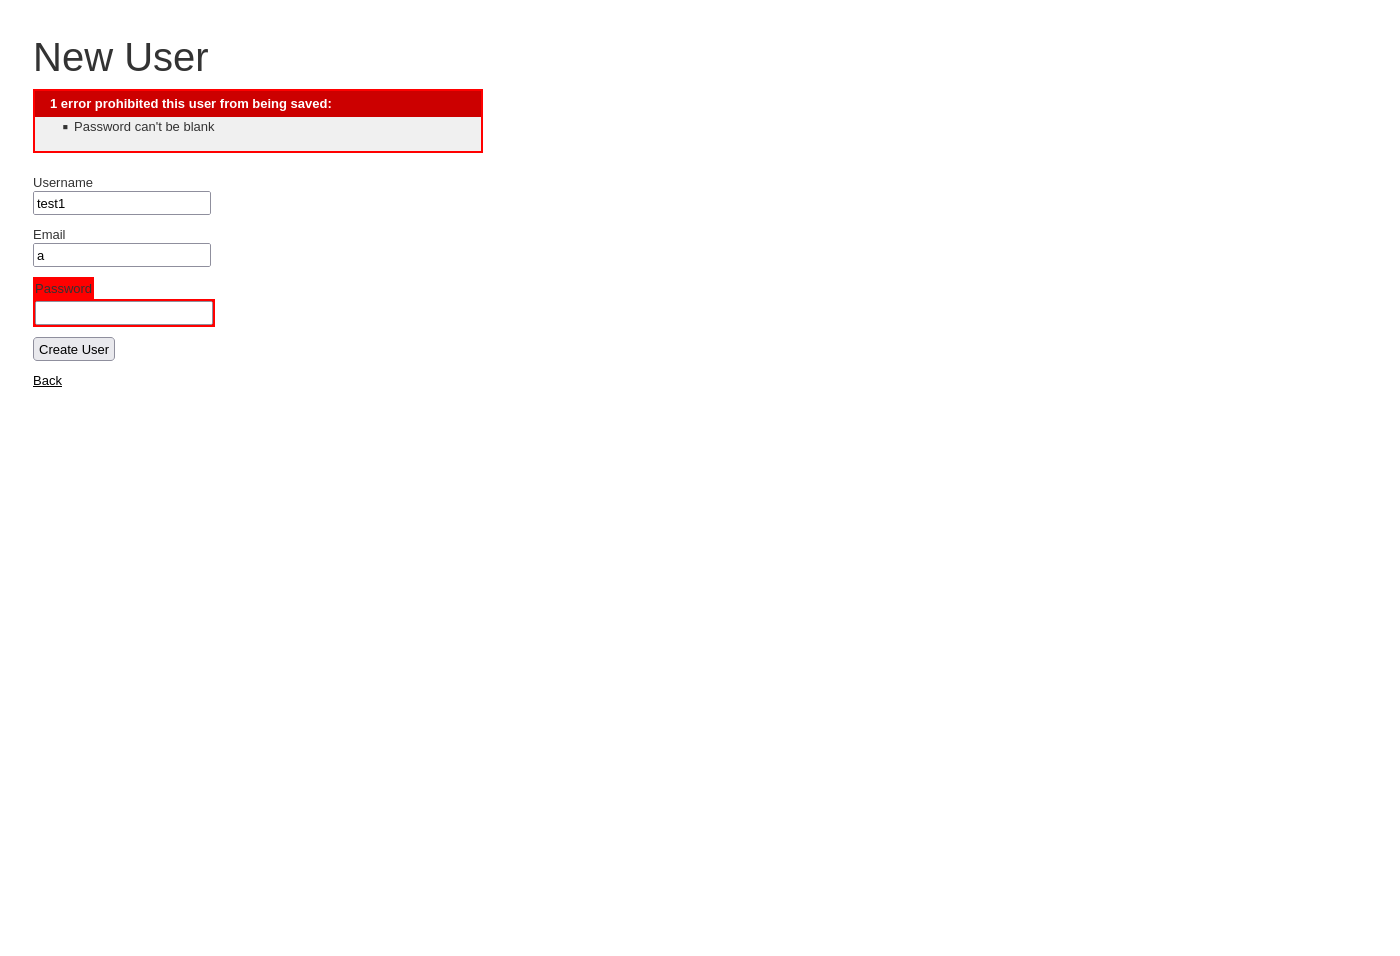 New User
1 error prohibited this user from being saved:
Password can't be blank
Username
test1
Email
a
Password
Create User
Back